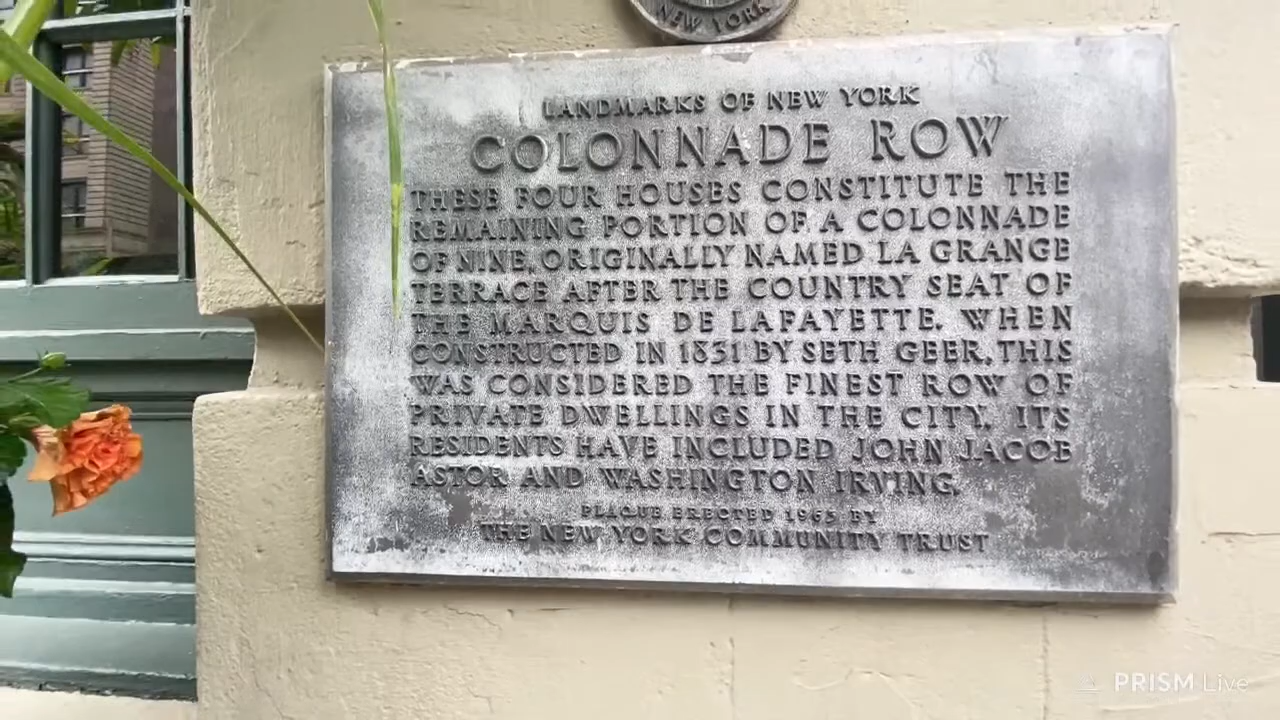 NEW YORK
LANDMARKS OF NEW YORK
COLONNADE ROW
THESE FOUR HOUSES CONSTITUTE THE
REMAINING PORTION OF A COLONNADE
OF NINE, ORIGINALLY NAMED LA GRANGE
TERRACE AFTER THE COUNTRY SEAT OF
THE MARQUIS DE LAFAYETTE. WHEN
CONSTRUCTED IN 1831 BY SETH GEER, THIS
WAS CONSIDERED THE FINEST ROW OF
PRIVATE DWELLINGS IN THE CITY. ITS
RESIDENTS HAVE INCLUDED JOHN JACOB
ASTOR AND WASHINGTON IRVING.
PLAQUE ERECTED 1963 BY
THE NEW YORK COMMUNITY TRUST
PRISM Live